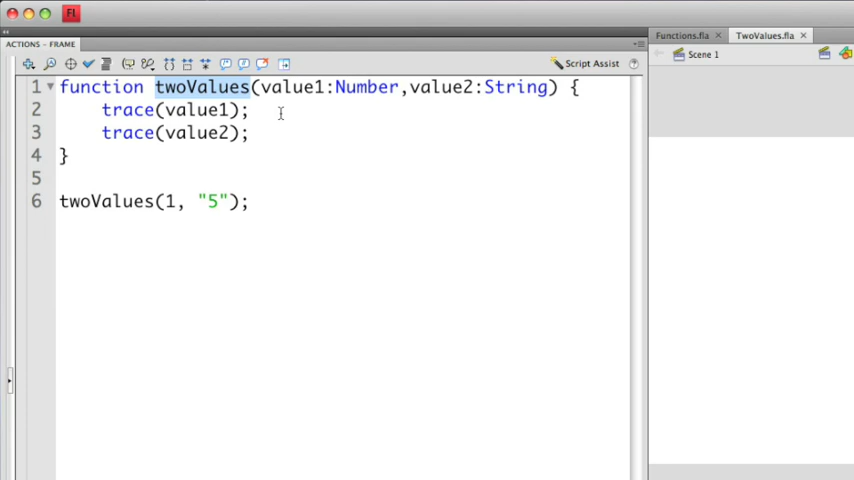 Fl
ACTIONS - FRAME
Functions.fla
TwoValues.fla
Scene 1
Script Assist
1 function twoValues(value1:Number,value2:String) {
2 trace(value1);
3 trace(value2);
4 }
5
6 twoValues(1, "5");